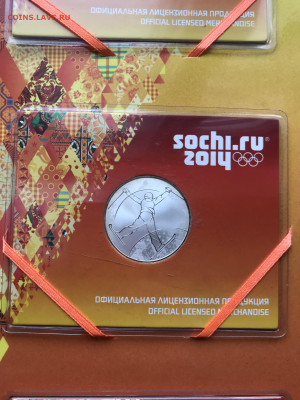 COINS.LAVE.RU
ОФИЦИАЛЬНАЯ ЛИЦЕНЗИОННАЯ ПРОДУКЦИЯ
OFFICIAL LICENSED MERCHANDISE
sochi.ru
2014
ОФИЦИАЛЬНАЯ ЛИЦЕНЗИОННАЯ ПРОДУКЦИЯ
OFFICIAL LICENSED MERCHANDISE